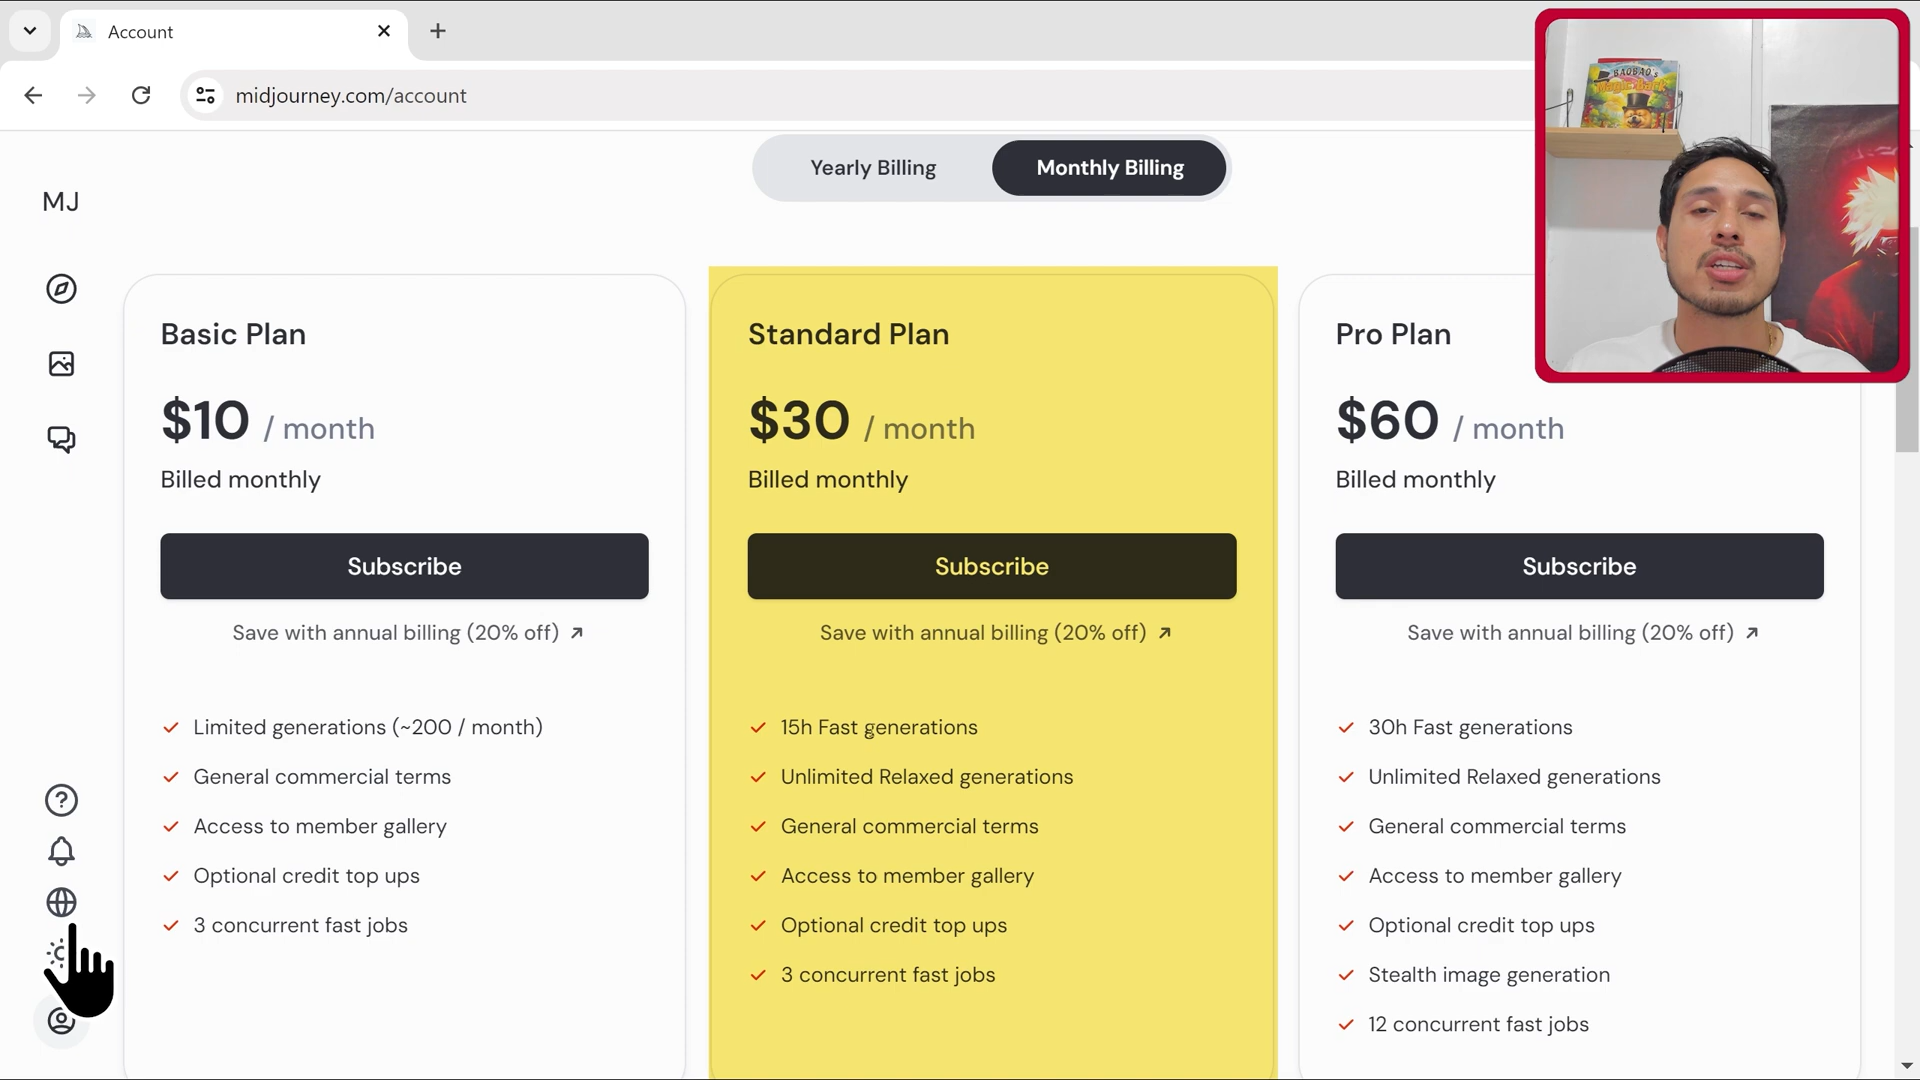 Account
midjourney.com/account
Yearly Billing
Monthly Billing
MJ
BAOBAO's
Magic Bark
Basic Plan
$10 / month
Billed monthly
Subscribe
Save with annual billing (20% off)
Limited generations (~200 / month)
General commercial terms
Access to member gallery
Optional credit top ups
3 concurrent fast jobs
Standard Plan
$30 / month
Billed monthly
Subscribe
Save with annual billing (20% off)
15h Fast generations
Unlimited Relaxed generations
General commercial terms
Access to member gallery
Optional credit top ups
3 concurrent fast jobs
Pro Plan
$60 / month
Billed monthly
Subscribe
Save with annual billing (20% off)
30h Fast generations
Unlimited Relaxed generations
General commercial terms
Access to member gallery
Optional credit top ups
Stealth image generation
12 concurrent fast jobs